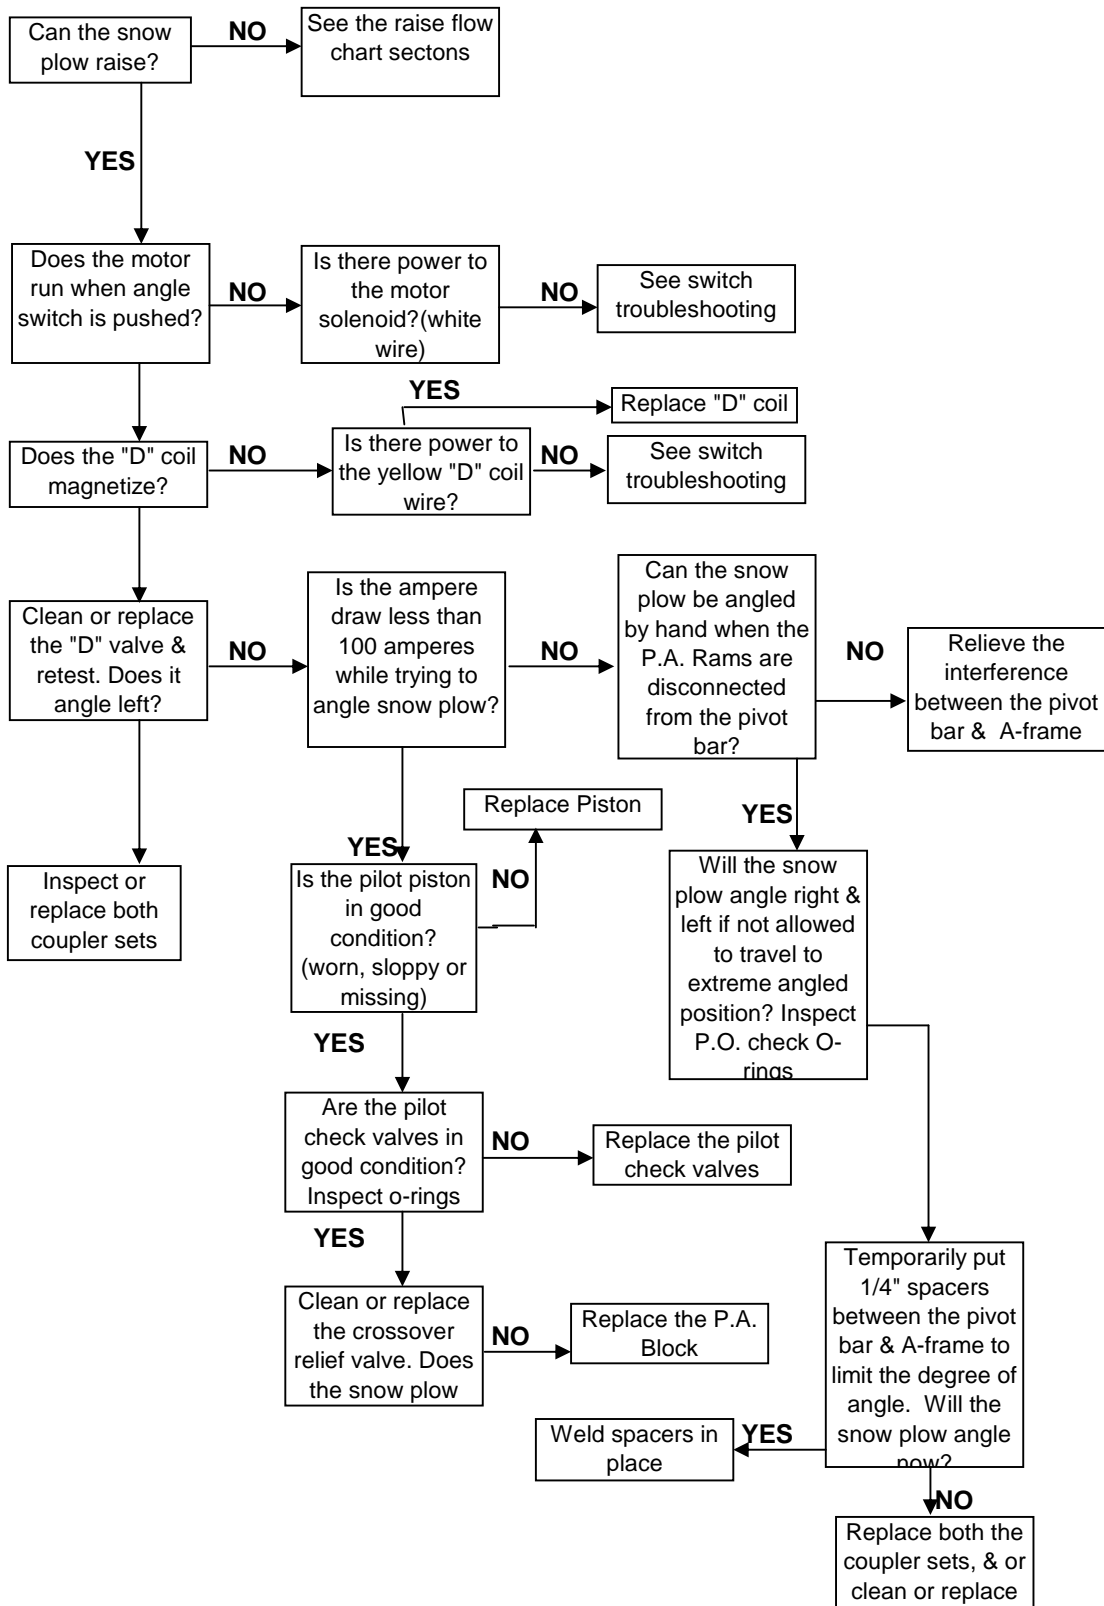 Can the snow
plow raise?
NO
See the raise flow
chart sectons
YES
Does the motor
run when angle
switch is pushed?
NO
Is there power to
the motor
solenoid?(white
wire)
NO
See switch
troubleshooting
Does the "D" coil
magnetize?
NO
Is there power to
the yellow "D" coil
wire?
YES
Replace "D" coil
NO
See switch
troubleshooting
Clean or replace
the "D" valve &
retest. Does it
angle left?
NO
Is the ampere
draw less than
100 amperes
while trying to
angle snow plow?
NO
Can the snow
plow be angled
by hand when the
P.A. Rams are
disconnected
from the pivot
bar?
NO
Relieve the
interference
between the pivot
bar & A-frame
Inspect or
replace both
coupler sets
YES
Is the pilot piston
in good
condition?
(worn, sloppy or
missing)
NO
Replace Piston
YES
Will the snow
plow angle right &
left if not allowed
to travel to
extreme angled
position? Inspect
P.O. check O-
rings
YES
Are the pilot
check valves in
good condition?
Inspect o-rings
NO
Replace the pilot
check valves
YES
Clean or replace
the crossover
relief valve. Does
the snow plow
NO
Replace the P.A.
Block
Temporarily put
1/4" spacers
between the pivot
bar & A-frame to
limit the degree of
angle. Will the
snow plow angle
now?
YES
Weld spacers in
place
NO
Replace both the
coupler sets, & or
clean or replace